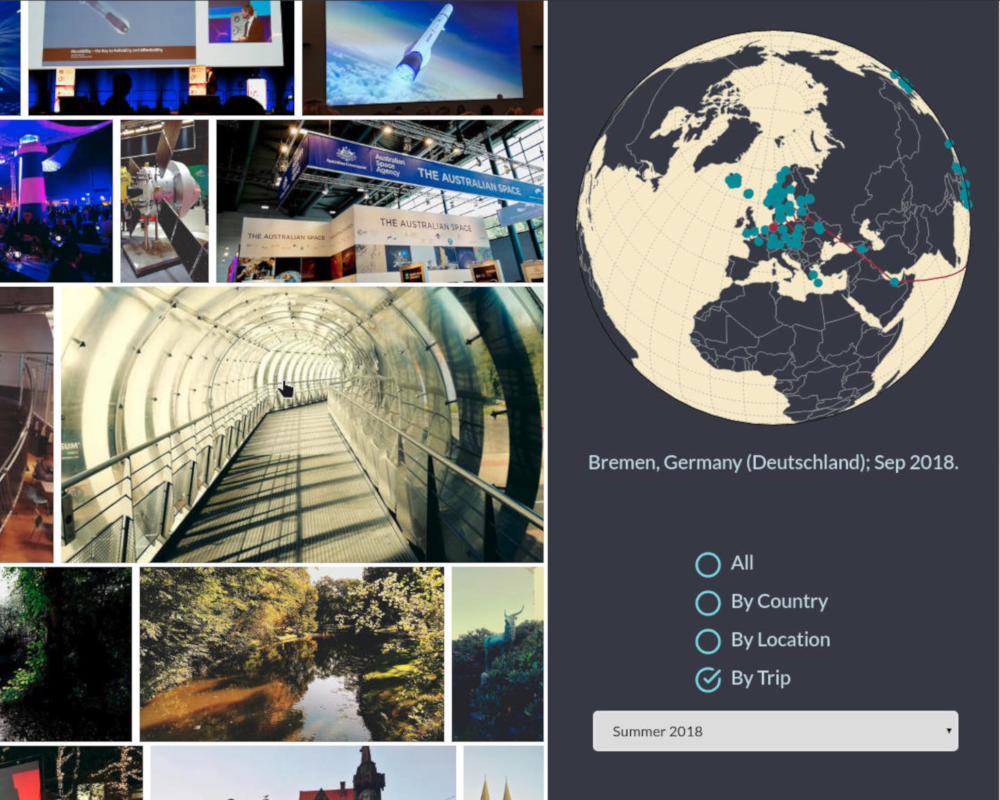 Australian
Space
Agency
THE AUSTRALIAN SPACE
THE AUSTRALIAN SPACE
THE AUSTRALIAN SPACE
Bremen, Germany (Deutschland); Sep 2018.
All
By Country
By Location
By Trip
Summer 2018